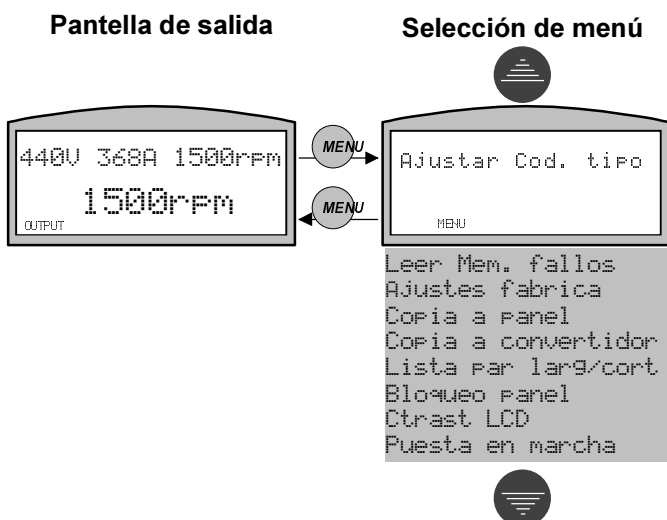 Pantella de salida
Selección de menú
440V 368A 1500rpm
1500rpm
OUTPUT
MENU
MENU
Ajustar Cod. tipo
MENU
Leer Mem. fallos
Ajustes fabrica
Copia a panel
Copia a convertidor
Lista par larg/cort
Bloqueo panel
Ctrast LCD
Puesta en marcha